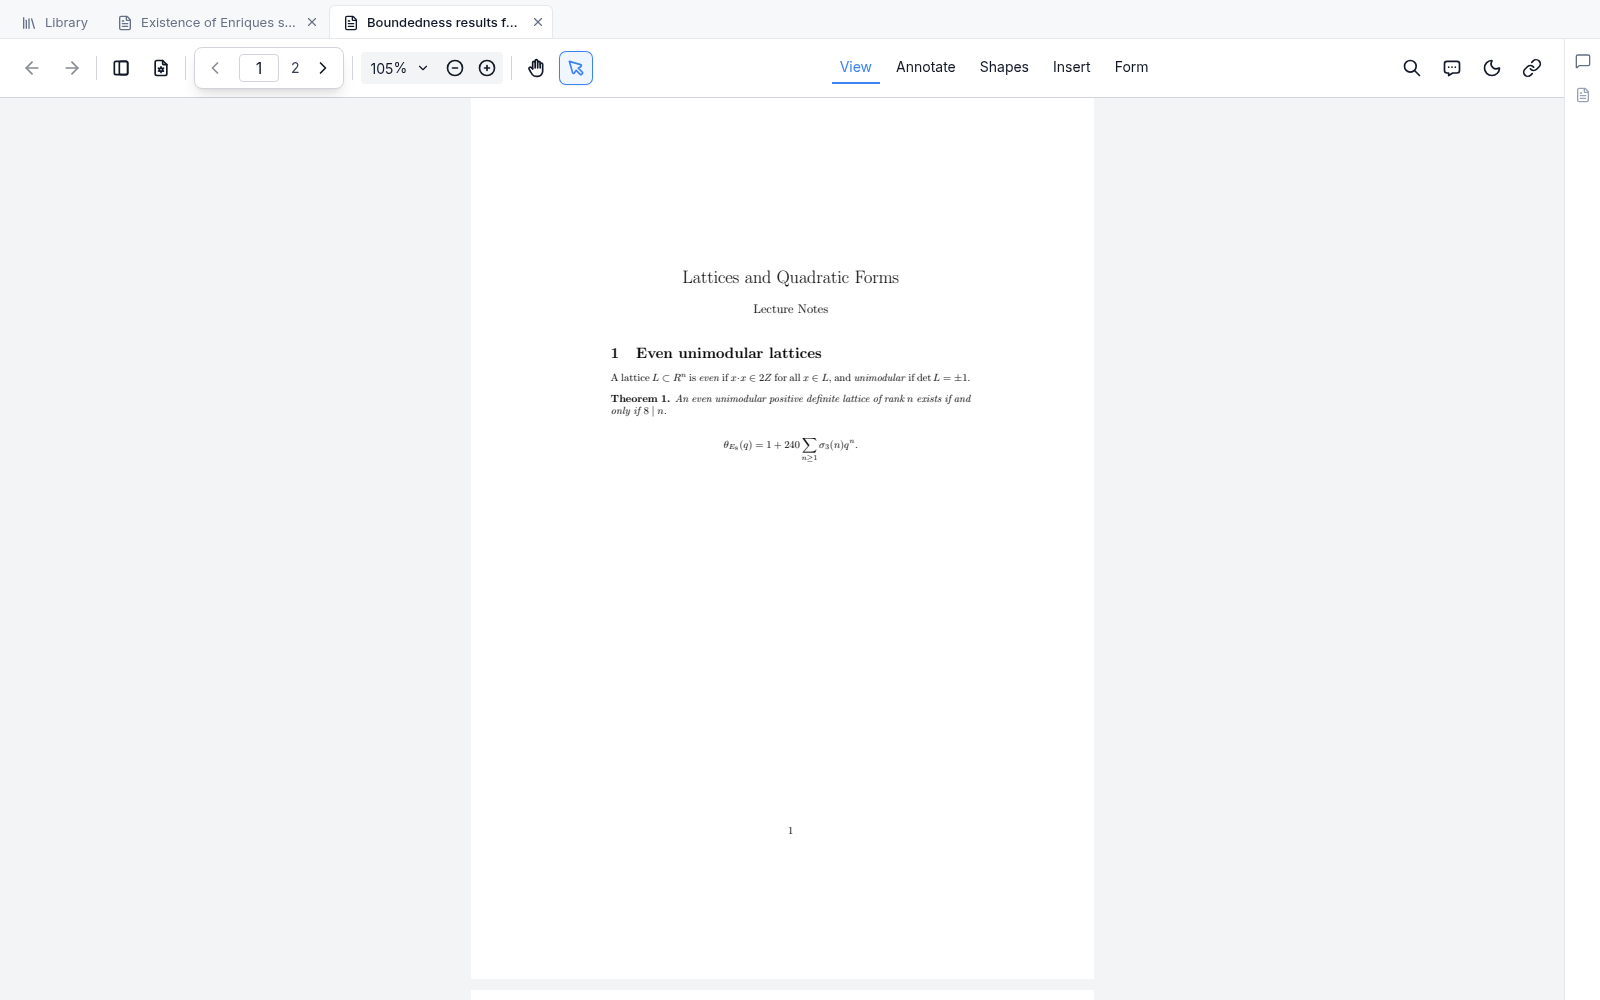 Library
Existence of Enriques s...
Boundedness results f...
1
2
105%
View
Annotate
Shapes
Insert
Form
Lattices and Quadratic Forms
Lecture Notes
1 Even unimodular lattices
A lattice L ⊂ Rⁿ is even if x·x ∈ 2Z for all x ∈ L, and unimodular if det L = ±1.
Theorem 1. An even unimodular positive definite lattice of rank n exists if and
only if 8 | n.
θ_{E₈}(q) = 1 + 240 ∑_{n≥1} σ₃(n)qⁿ.
1